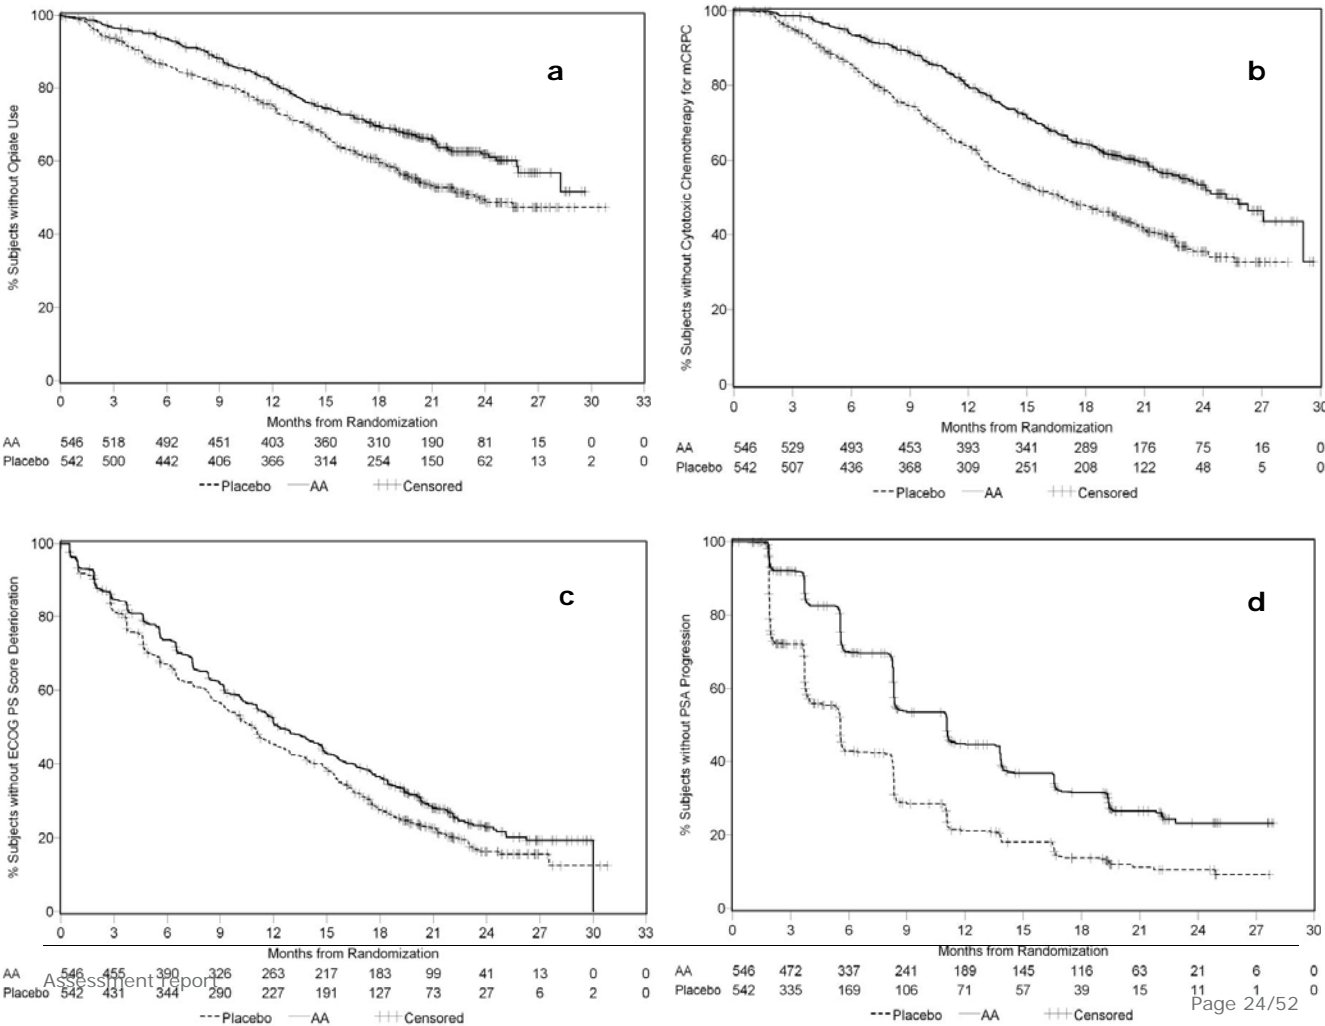 a
% Subjects without Opiate Use
100
80
60
40
20
0
0 3 6 9 12 15 18 21 24 27 30 33
Months from Randomization
AA 546 518 492 451 403 360 310 190 81 15 0 0
Placebo 542 500 442 406 366 314 254 150 62 13 2 0
Placebo AA Censored
b
% Subjects without Cytotoxic Chemotherapy for mCRPC
100
80
60
40
20
0
0 3 6 9 12 15 18 21 24 27 30
Months from Randomization
AA 546 529 493 453 393 341 289 176 75 16 0
Placebo 542 507 436 368 309 251 208 122 48 5 0
Placebo AA Censored
c
% Subjects without ECOG PS Score Deterioration
100
80
60
40
20
0
0 3 6 9 12 15 18 21 24 27 30 33
Months from Randomization
AA 546 455 390 326 263 217 183 99 41 13 0 0
Placebo 542 431 344 290 227 191 127 73 27 6 2 0
Placebo AA Censored
d
% Subjects without PSA Progression
100
80
60
40
20
0
0 3 6 9 12 15 18 21 24 27 30
Months from Randomization
AA 546 472 337 241 189 145 116 63 21 6 0
Placebo 542 335 169 106 71 57 39 15 11 1 0
Placebo AA Censored
Assessment report
Page 24/52